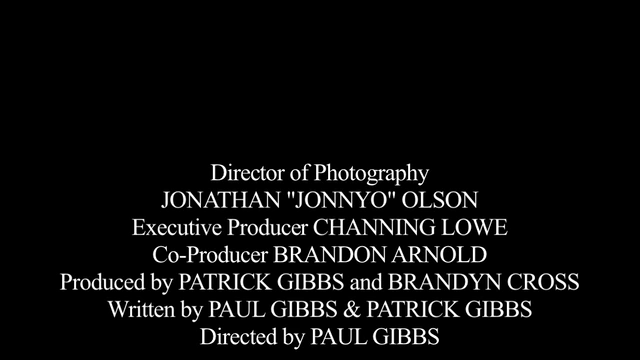 Director of Photography
JONATHAN "JONNYO" OLSON
Executive Producer CHANNING LOWE
Co-Producer BRANDON ARNOLD
Produced by PATRICK GIBBS and BRANDYN CROSS
Written by PAUL GIBBS & PATRICK GIBBS
Directed by PAUL GIBBS